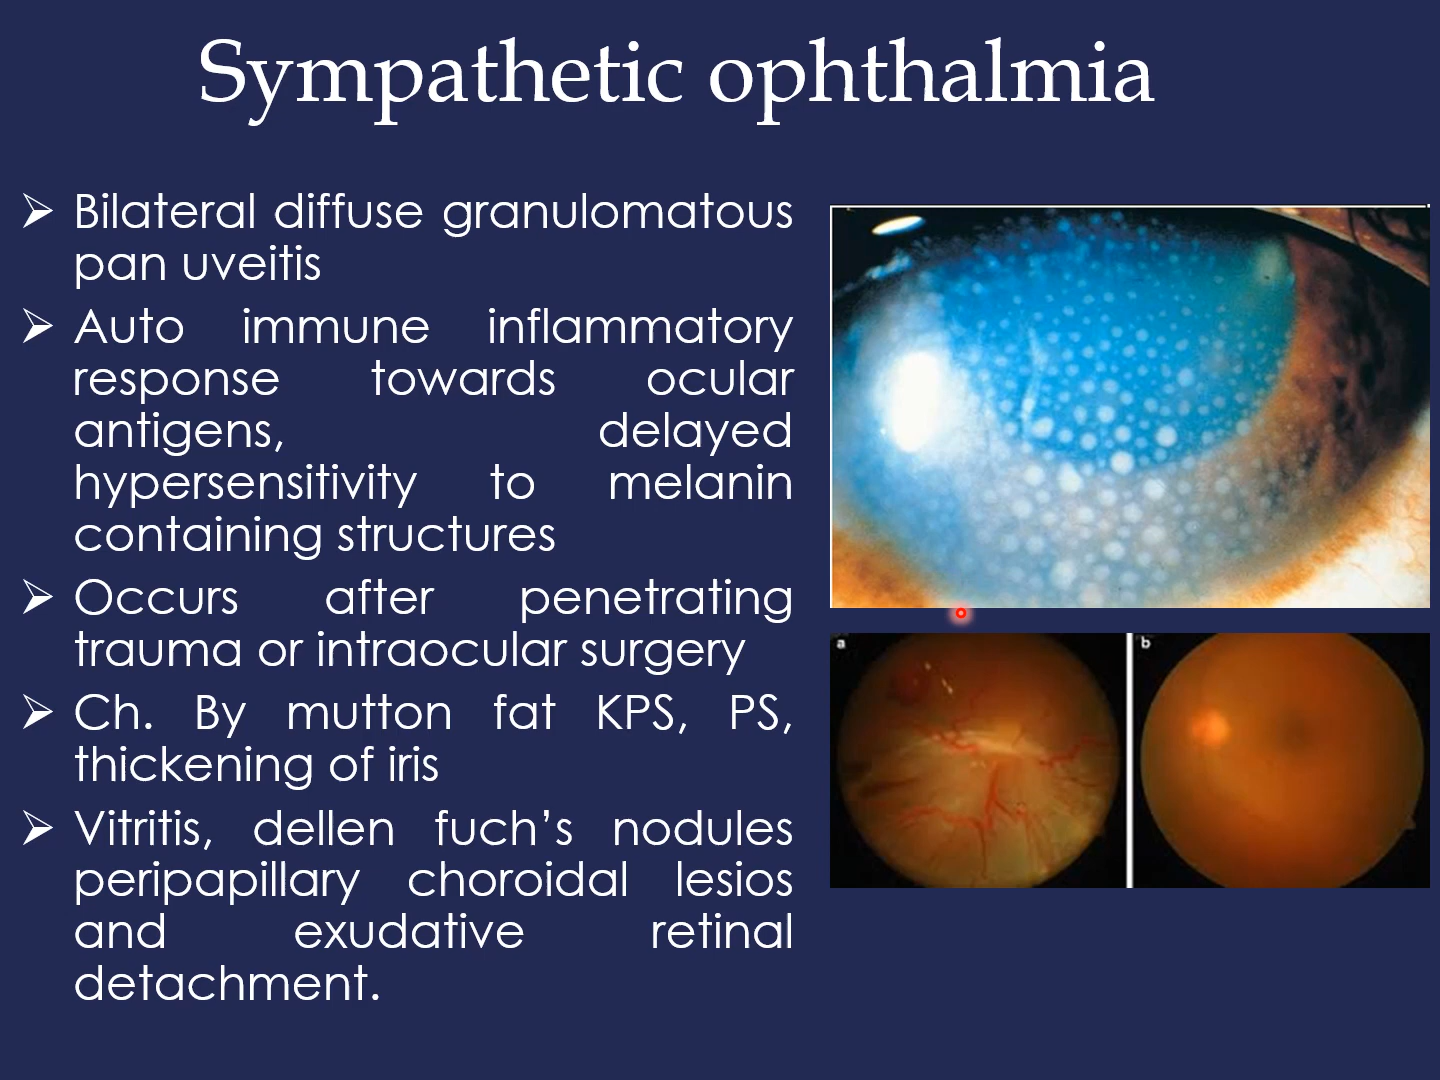 Sympathetic ophthalmia
➢ Bilateral diffuse granulomatous
pan uveitis
➢ Auto immune inflammatory
response towards ocular
antigens, delayed
hypersensitivity to melanin
containing structures
➢ Occurs after penetrating
trauma or intraocular surgery
➢ Ch. By mutton fat KPS, PS,
thickening of iris
➢ Vitritis, dellen fuch’s nodules
peripapillary choroidal lesios
and exudative retinal
detachment.
a
b